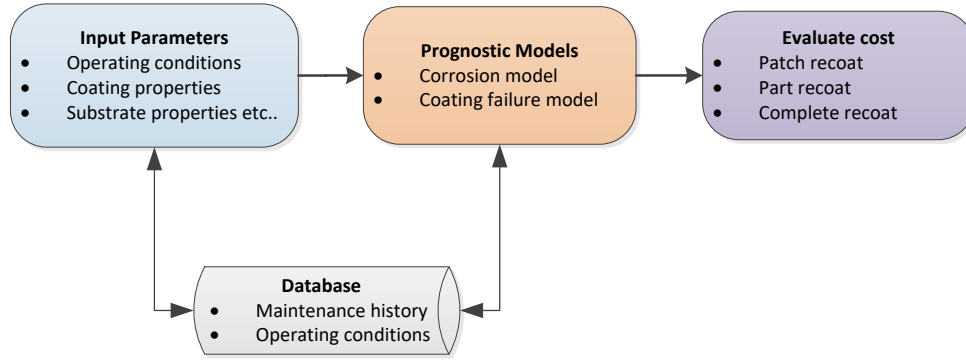 Input Parameters
• Operating conditions
• Coating properties
• Substrate properties etc..
Prognostic Models
• Corrosion model
• Coating failure model
Evaluate cost
• Patch recoat
• Part recoat
• Complete recoat
Database
• Maintenance history
• Operating conditions